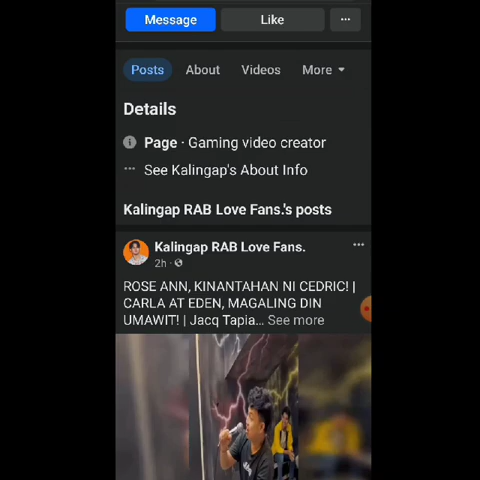 Message
Like
Posts
About
Videos
More
Details
Page · Gaming video creator
See Kalingap's About Info
Kalingap RAB Love Fans.'s posts
Kalingap RAB Love Fans.
2h ·
ROSE ANN, KINANTAHAN NI CEDRIC! |
CARLA AT EDEN, MAGALING DIN
UMAWIT! | Jacq Tapia... See more